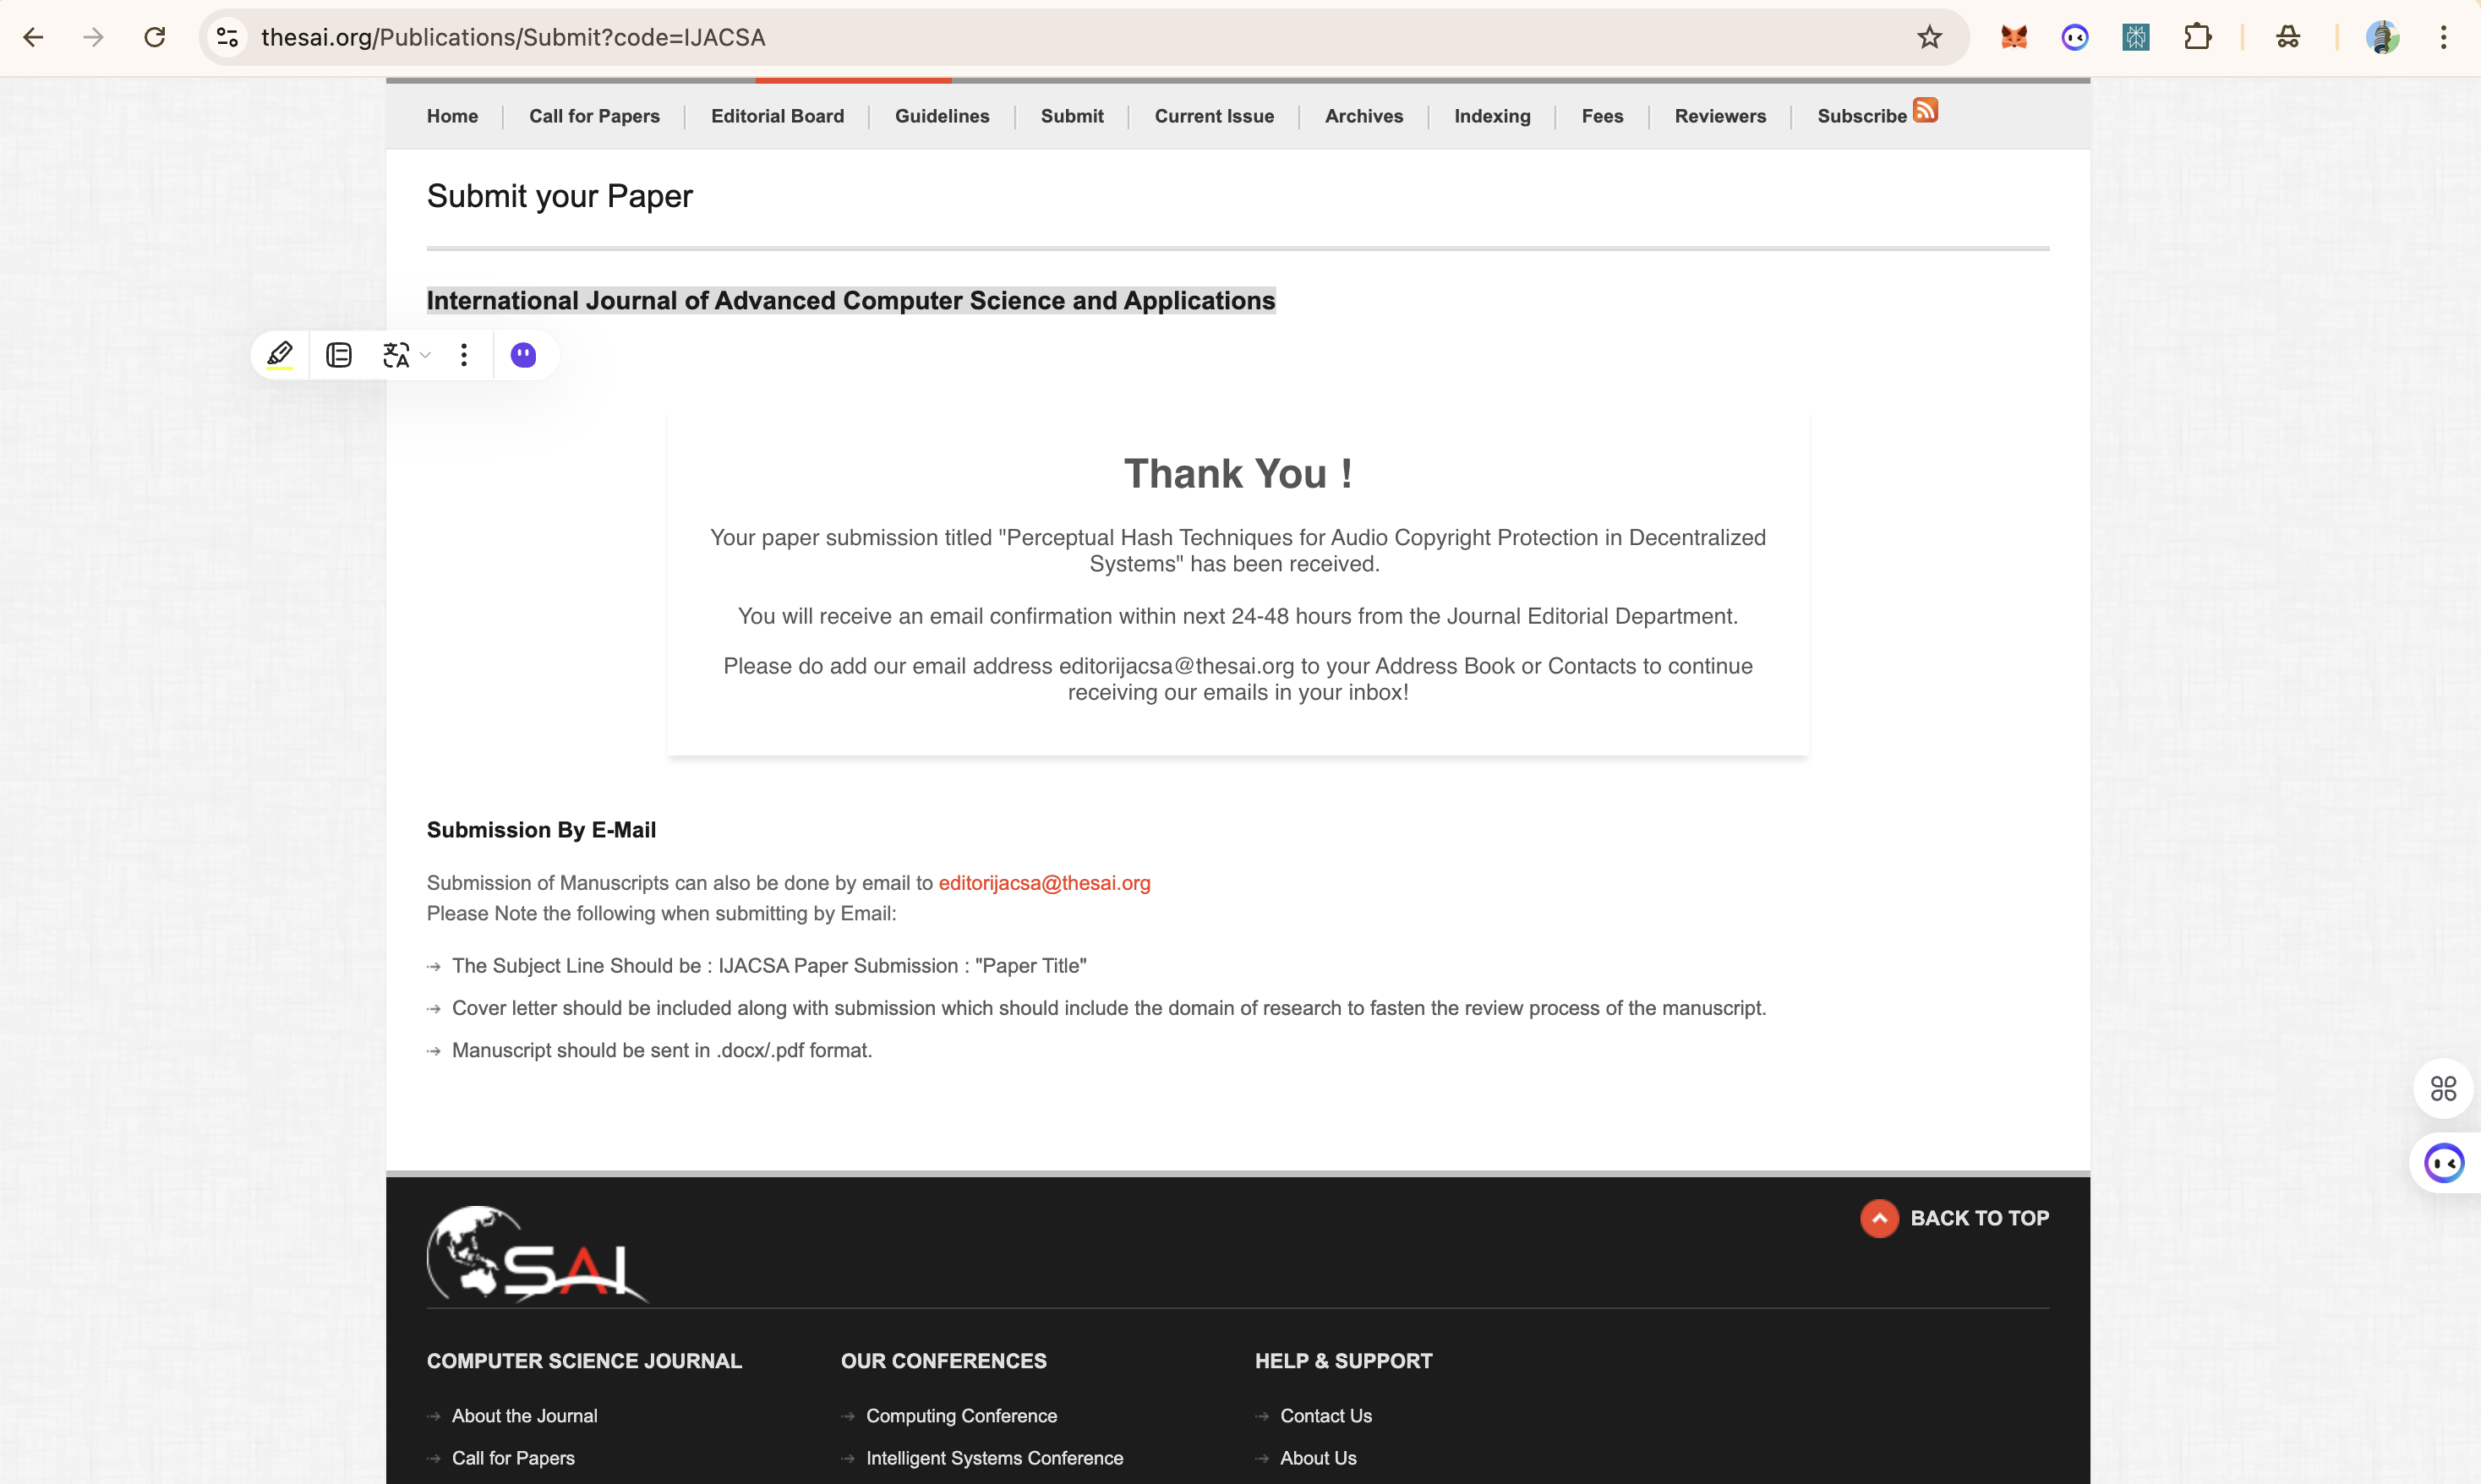 thesai.org/Publications/Submit?code=IJACSA
Home
Call for Papers
Editorial Board
Guidelines
Submit
Current Issue
Archives
Indexing
Fees
Reviewers
Subscribe
Submit your Paper
International Journal of Advanced Computer Science and Applications
Thank You !
Your paper submission titled "Perceptual Hash Techniques for Audio Copyright Protection in Decentralized
Systems" has been received.
You will receive an email confirmation within next 24-48 hours from the Journal Editorial Department.
Please do add our email address editorijacsa@thesai.org to your Address Book or Contacts to continue
receiving our emails in your inbox!
Submission By E-Mail
Submission of Manuscripts can also be done by email to editorijacsa@thesai.org
Please Note the following when submitting by Email:
The Subject Line Should be : IJACSA Paper Submission : "Paper Title"
Cover letter should be included along with submission which should include the domain of research to fasten the review process of the manuscript.
Manuscript should be sent in .docx/.pdf format.
SAI
BACK TO TOP
COMPUTER SCIENCE JOURNAL
About the Journal
Call for Papers
OUR CONFERENCES
Computing Conference
Intelligent Systems Conference
HELP & SUPPORT
Contact Us
About Us